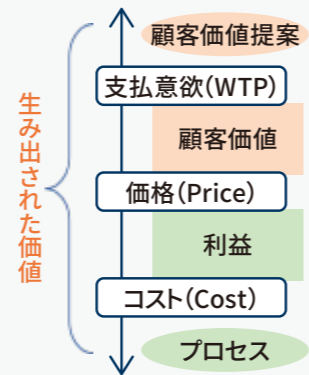 顧客価値提案
支払意欲(WTP)
顧客価値
価格(Price)
利益
コスト(Cost)
プロセス
生み出された価値